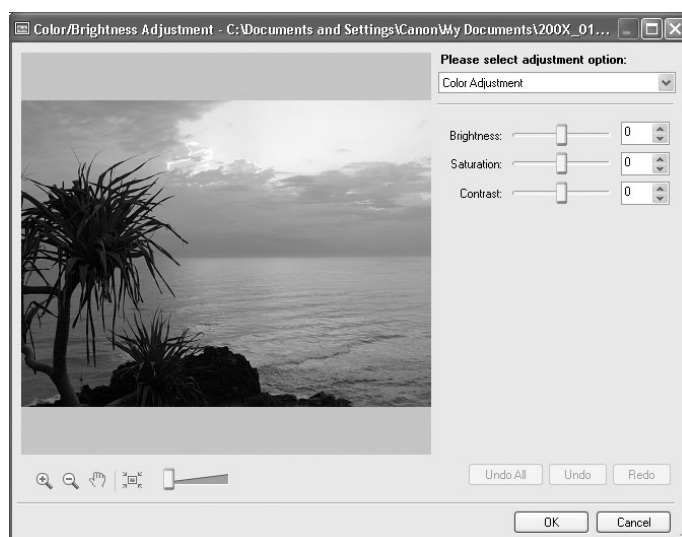 Color/Brightness Adjustment - C:\Documents and Settings\Canon\My Documents\200X_01...
Please select adjustment option:
Color Adjustment
Brightness: 0
Saturation: 0
Contrast: 0
Undo All Undo Redo
OK Cancel